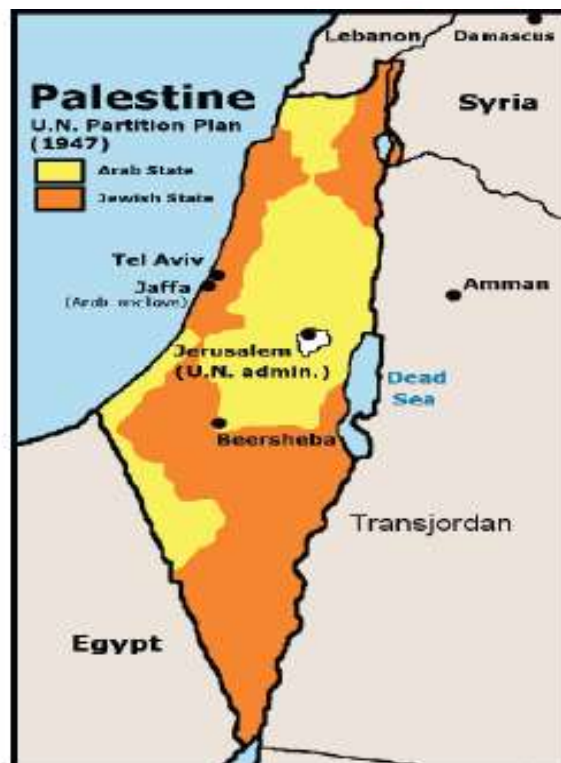 Lebanon
Damascus
Palestine
U.N. Partition Plan
(1947)
Syria
Arab State
Jewish State
Tel Aviv
Jaffa
(Arab enclave)
Amman
Jerusalem
(U.N. admin.)
Dead
Sea
Beersheba
Transjordan
Egypt